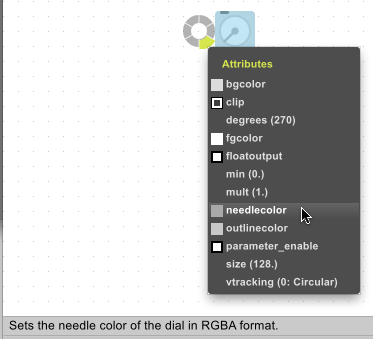 Attributes
bgcolor
clip
degrees (270)
fgcolor
floatoutput
min (0.)
mult (1.)
needlecolor
outlinecolor
parameter_enable
size (128.)
vtracking (0: Circular)
Sets the needle color of the dial in RGBA format.